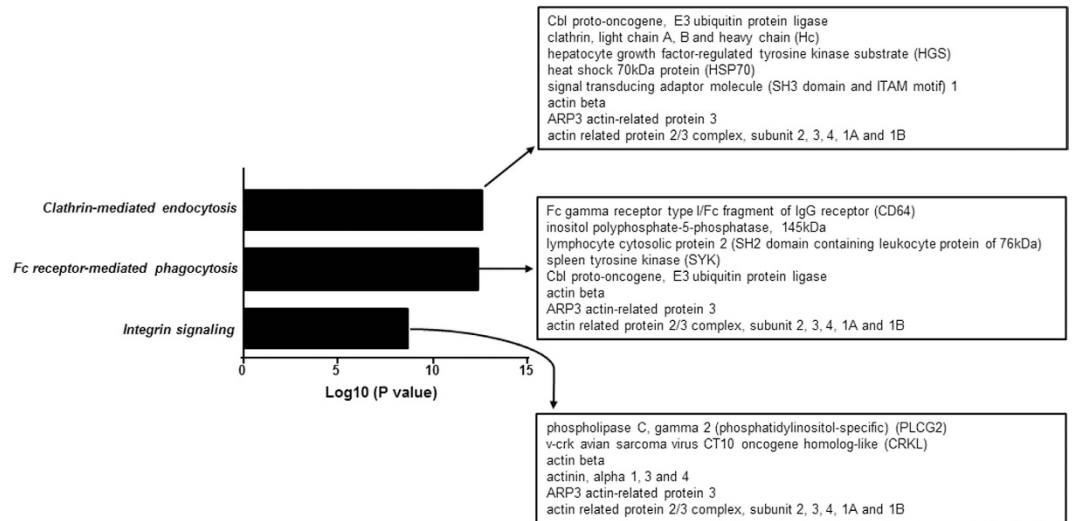 Cbl proto-oncogene, E3 ubiquitin protein ligase
clathrin, light chain A, B and heavy chain (Hc)
hepatocyte growth factor-regulated tyrosine kinase substrate (HGS)
heat shock 70kDa protein (HSP70)
signal transducing adaptor molecule (SH3 domain and ITAM motif) 1
actin beta
ARP3 actin-related protein 3
actin related protein 2/3 complex, subunit 2, 3, 4, 1A and 1B
Clathrin-mediated endocytosis
Fc receptor-mediated phagocytosis
Integrin signaling
0 5 10 15
Log10 (P value)
Fc gamma receptor type I/Fc fragment of IgG receptor (CD64)
inositol polyphosphate-5-phosphatase, 145kDa
lymphocyte cytosolic protein 2 (SH2 domain containing leukocyte protein of 76kDa)
spleen tyrosine kinase (SYK)
Cbl proto-oncogene, E3 ubiquitin protein ligase
actin beta
ARP3 actin-related protein 3
actin related protein 2/3 complex, subunit 2, 3, 4, 1A and 1B
phospholipase C, gamma 2 (phosphatidylinositol-specific) (PLCG2)
v-crk avian sarcoma virus CT10 oncogene homolog-like (CRKL)
actin beta
actinin, alpha 1, 3 and 4
ARP3 actin-related protein 3
actin related protein 2/3 complex, subunit 2, 3, 4, 1A and 1B